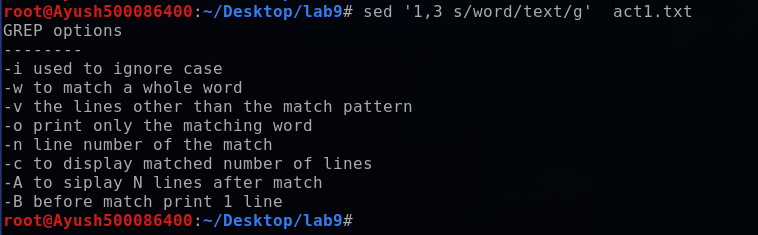 root@Ayush500086400:~/Desktop/lab9# sed '1,3 s/word/text/g'  act1.txt
GREP options
--------
-i used to ignore case
-w to match a whole word
-v the lines other than the match pattern
-o print only the matching word
-n line number of the match
-c to display matched number of lines
-A to siplay N lines after match
-B before match print 1 line
root@Ayush500086400:~/Desktop/lab9#